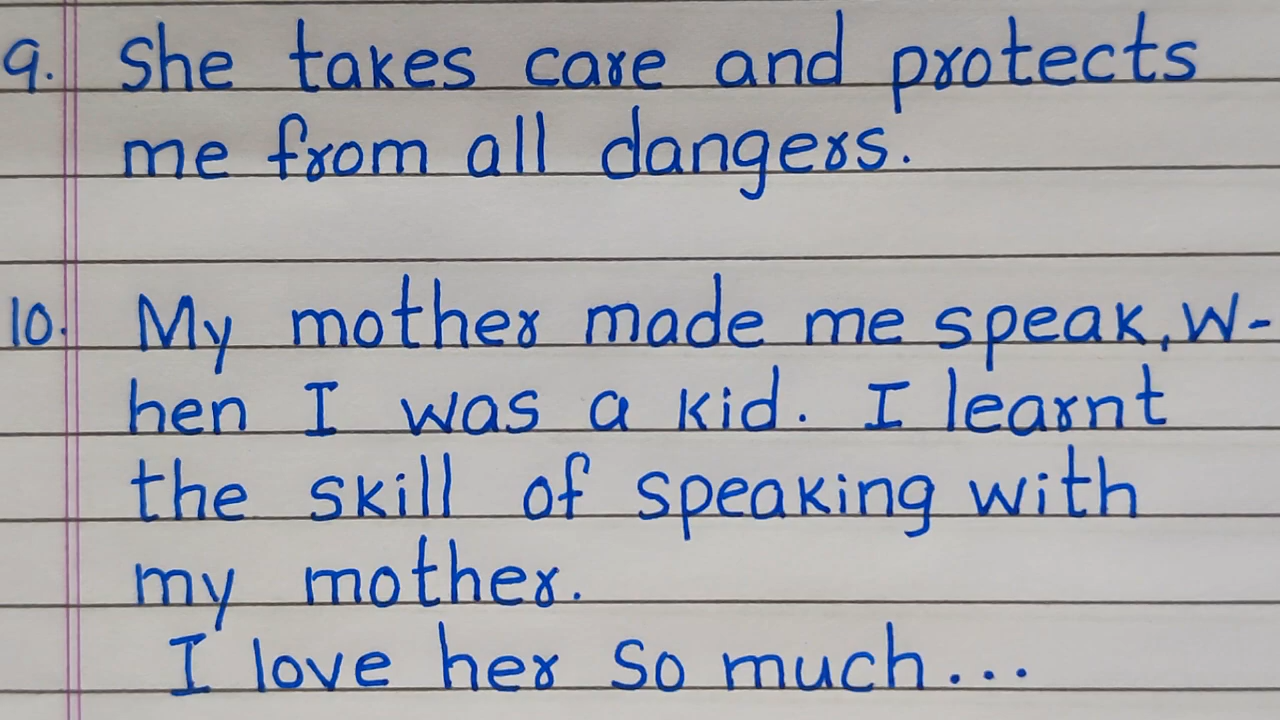 9. She takes care and protects
me from all dangers.
10. My mother made me speak, w-
hen I was a kid. I learnt
the skill of speaking with
my mother.
I love her so much...